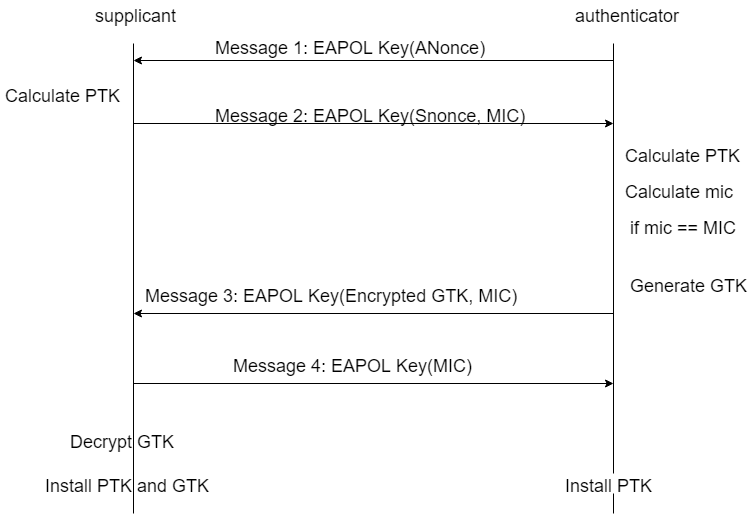 supplicant
authenticator
Message 1: EAPOL Key(ANonce)
Calculate PTK
Message 2: EAPOL Key(Snonce, MIC)
Calculate PTK
Calculate mic
if mic == MIC
Generate GTK
Message 3: EAPOL Key(Encrypted GTK, MIC)
Message 4: EAPOL Key(MIC)
Decrypt GTK
Install PTK and GTK
Install PTK